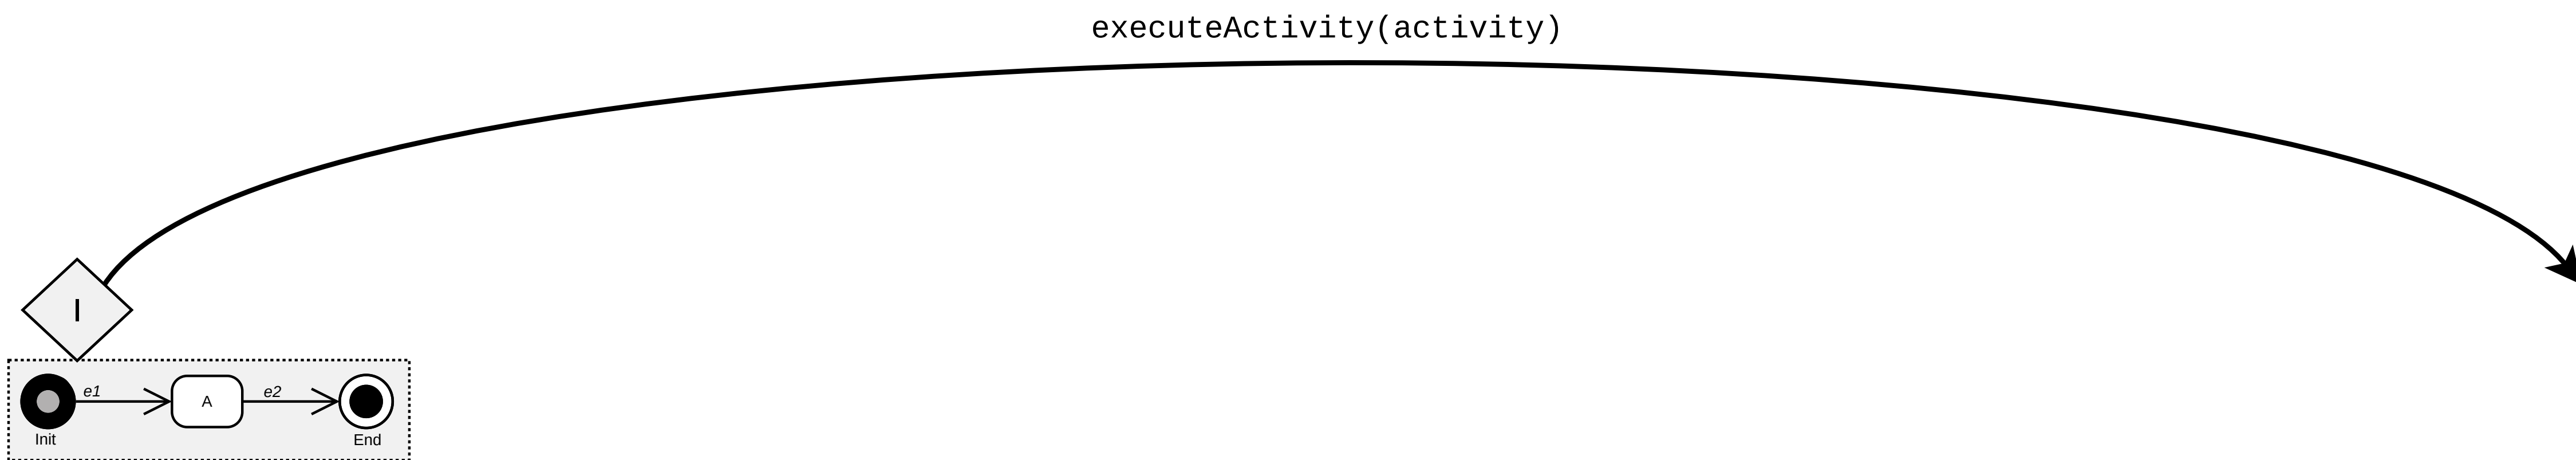 executeActivity(activity)
I
e1
A
e2
Init
End